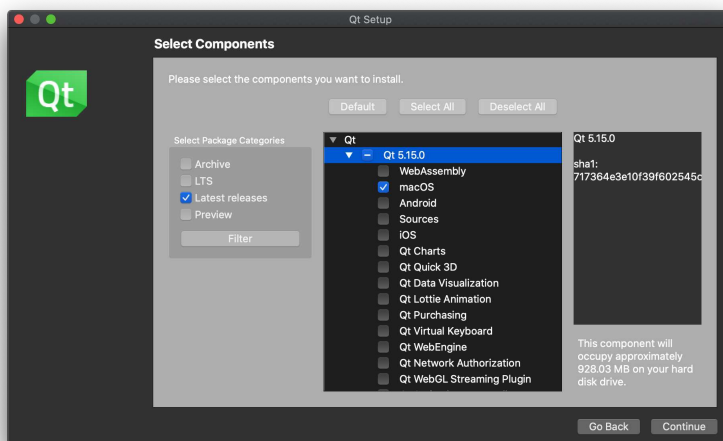 Qt Setup
Qt
Select Components
Please select the components you want to install.
Default Select All Deselect All
Select Package Categories
Archive
LTS
Latest releases
Preview
Filter
Qt
Qt 5.15.0
WebAssembly
macOS
Android
Sources
iOS
Qt Charts
Qt Quick 3D
Qt Data Visualization
Qt Lottie Animation
Qt Purchasing
Qt Virtual Keyboard
Qt WebEngine
Qt Network Authorization
Qt WebGL Streaming Plugin
Qt 5.15.0
sha1:
717364e3e10f39f602545c
This component will
occupy approximately
928.03 MB on your hard
disk drive.
Go Back Continue